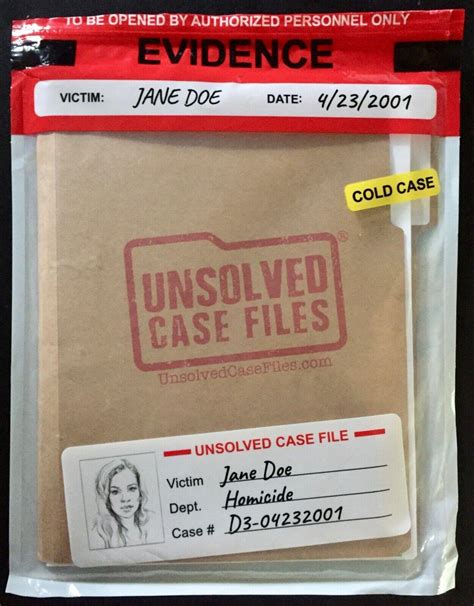 TO BE OPENED BY AUTHORIZED PERSONNEL ONLY
EVIDENCE
VICTIM: JANE DOE DATE: 4/23/2001
COLD CASE
UNSOLVED®
CASE FILES
UnsolvedCaseFiles.com
UNSOLVED CASE FILE
Victim Jane Doe
Dept. Homicide
Case # D3-04232001